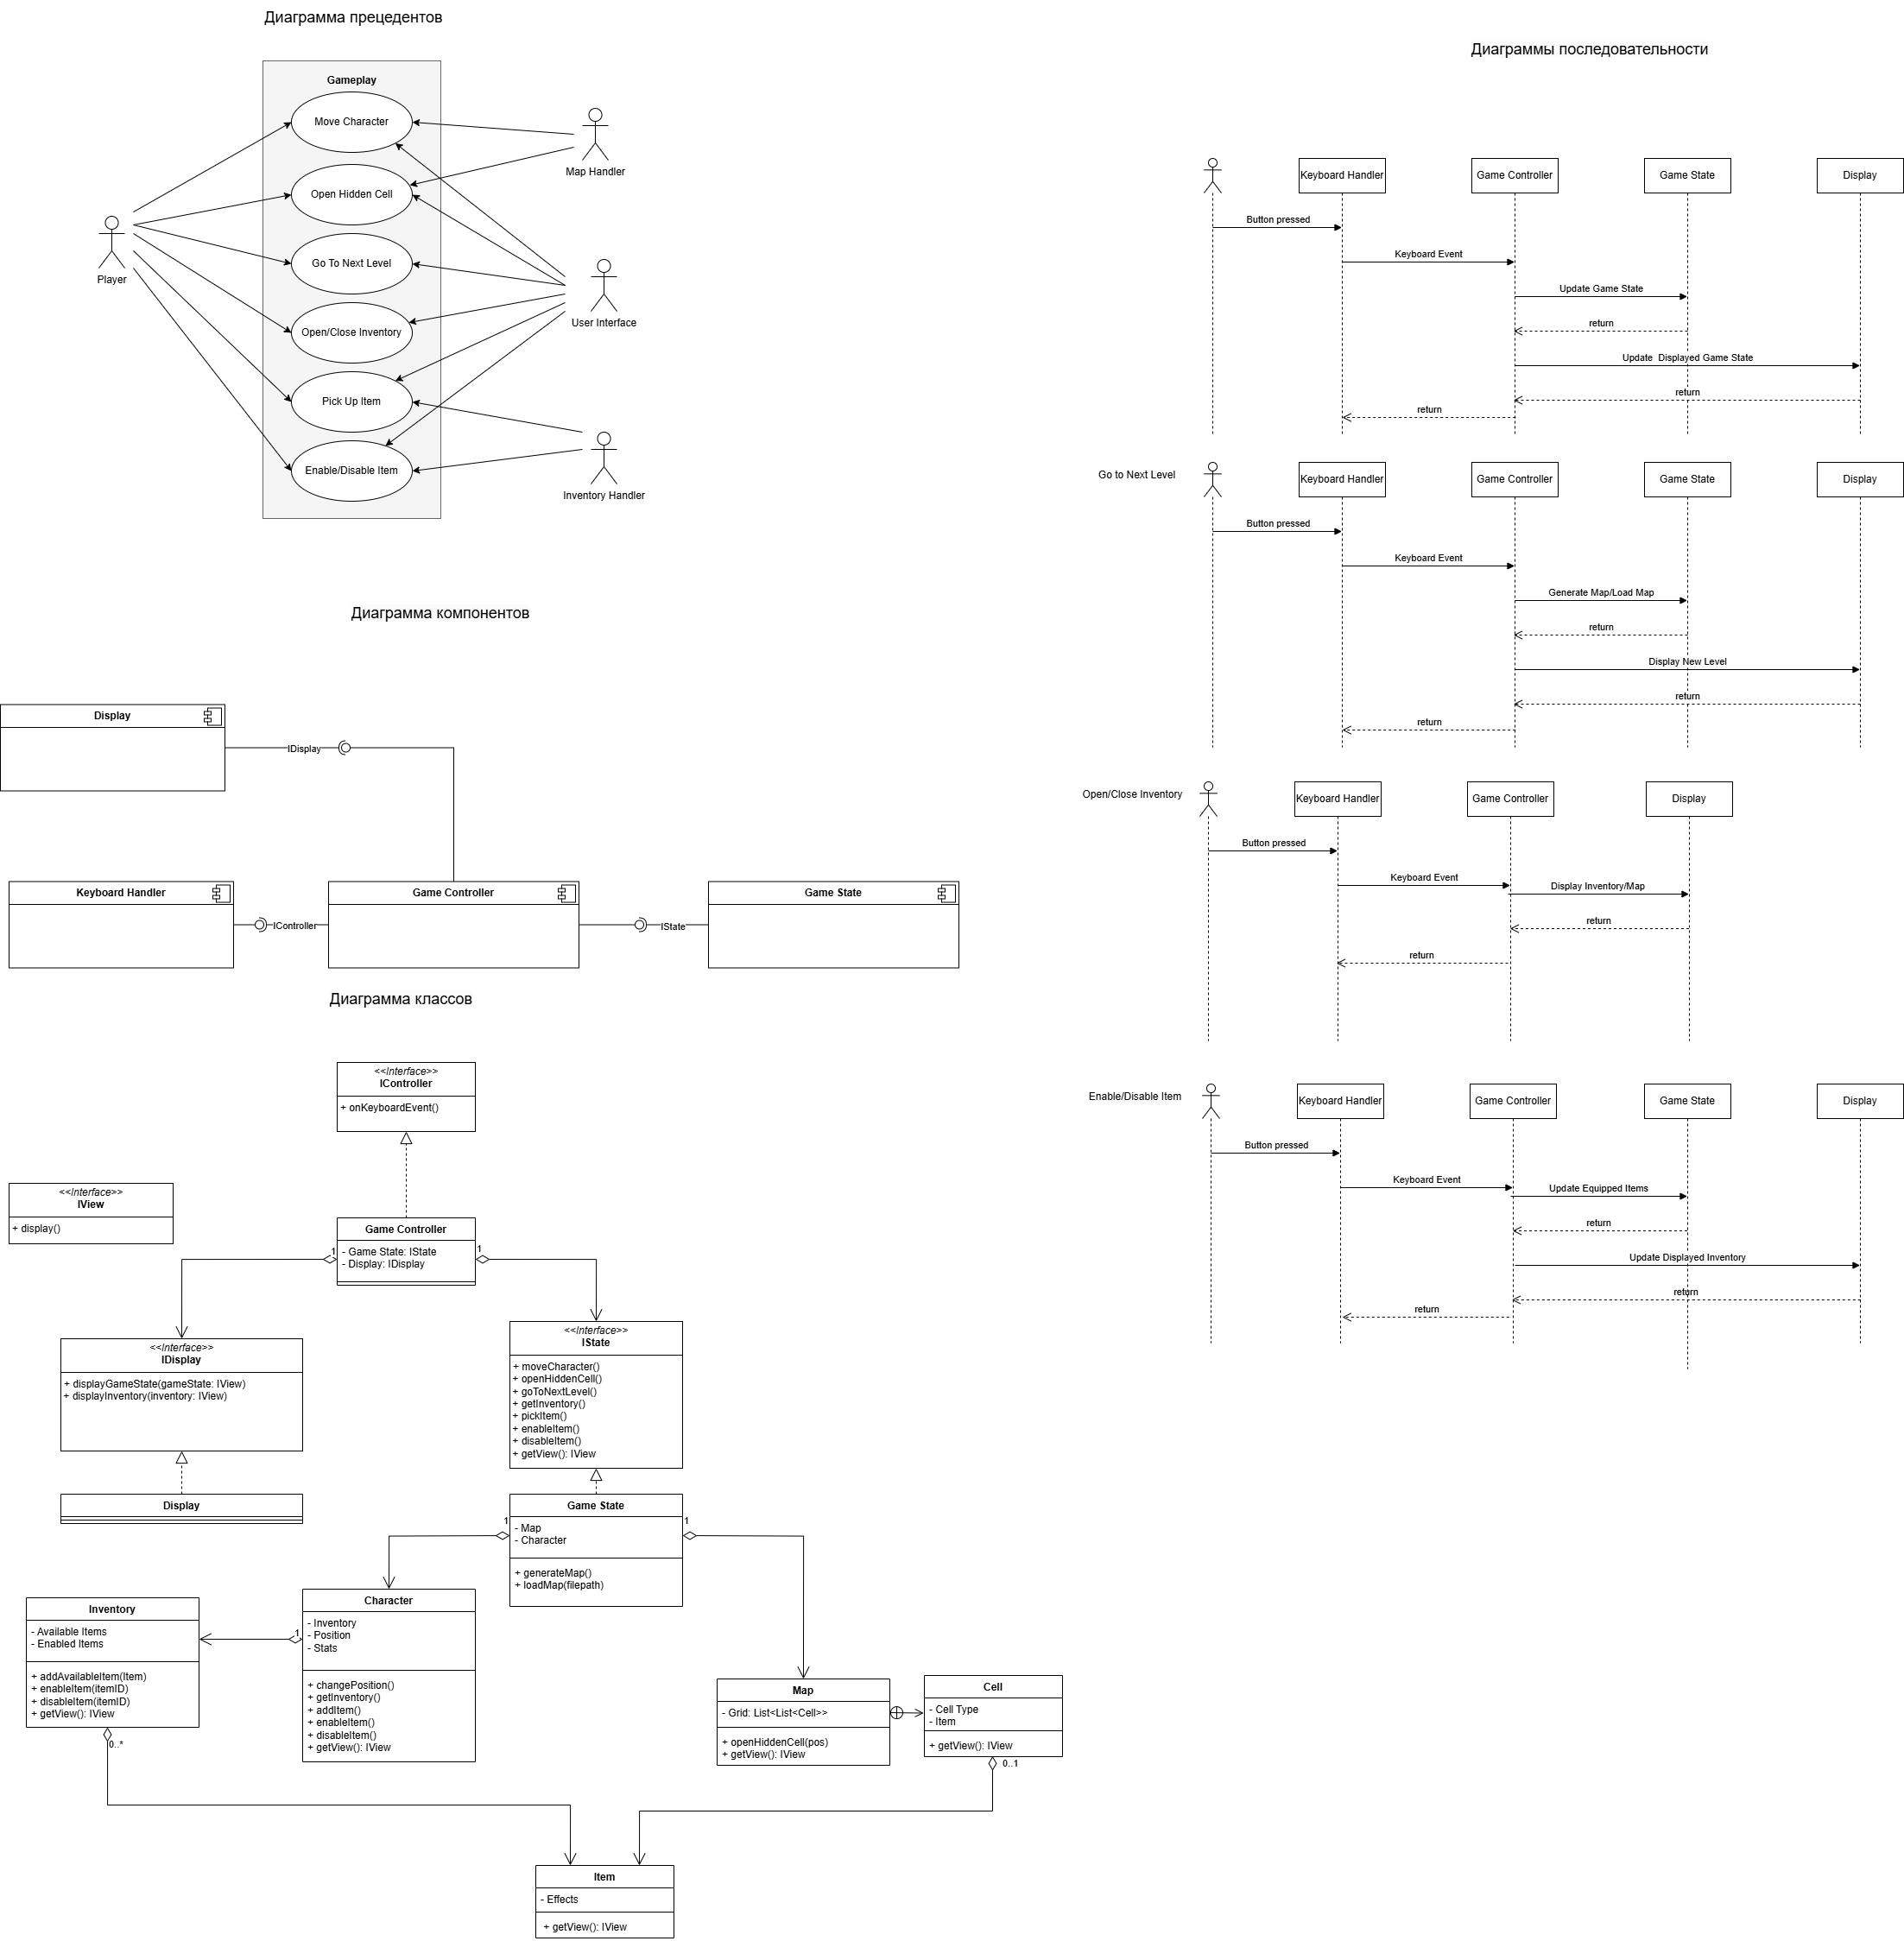 Диаграмма прецедентов
Gameplay
Move Character
Open Hidden Cell
Go To Next Level
Open/Close Inventory
Pick Up Item
Enable/Disable Item
Player
Map Handler
User Interface
Inventory Handler
Диаграмма компонентов
Display
IDisplay
Keyboard Handler
IController
Game Controller
IState
Game State
Диаграмма классов
<<Interface>>
IController
+ onKeyboardEvent()
<<Interface>>
IView
+ display()
Game Controller
- Game State: IState
- Display: IDisplay
1
1
<<Interface>>
IDisplay
+ displayGameState(gameState: IView)
+ displayInventory(inventory: IView)
Display
<<Interface>>
IState
+ moveCharacter()
+ openHiddenCell()
+ goToNextLevel()
+ getInventory()
+ pickItem()
+ enableItem()
+ disableItem()
+ getView(): IView
Game State
- Map
- Character
+ generateMap()
+ loadMap(filepath)
1
1
Inventory
- Available Items
- Enabled Items
+ addAvailableItem(Item)
+ enableItem(itemID)
+ disableItem(itemID)
+ getView(): IView
0..*
1
Character
- Inventory
- Position
- Stats
+ changePosition()
+ getInventory()
+ addItem()
+ enableItem()
+ disableItem()
+ getView(): IView
Map
- Grid: List<List<Cell>>
+ openHiddenCell(pos)
+ getView(): IView
Cell
- Cell Type
- Item
+ getView(): IView
0..1
Item
- Effects
+ getView(): IView
Диаграммы последовательности
Keyboard Handler
Game Controller
Game State
Display
Button pressed
Keyboard Event
Update Game State
return
Update  Displayed Game State
return
return
Go to Next Level
Keyboard Handler
Game Controller
Game State
Display
Button pressed
Keyboard Event
Generate Map/Load Map
return
Display New Level
return
return
Open/Close Inventory
Keyboard Handler
Game Controller
Display
Button pressed
Keyboard Event
Display Inventory/Map
return
return
Enable/Disable Item
Keyboard Handler
Game Controller
Game State
Display
Button pressed
Keyboard Event
Update Equipped Items
return
Update Displayed Inventory
return
return